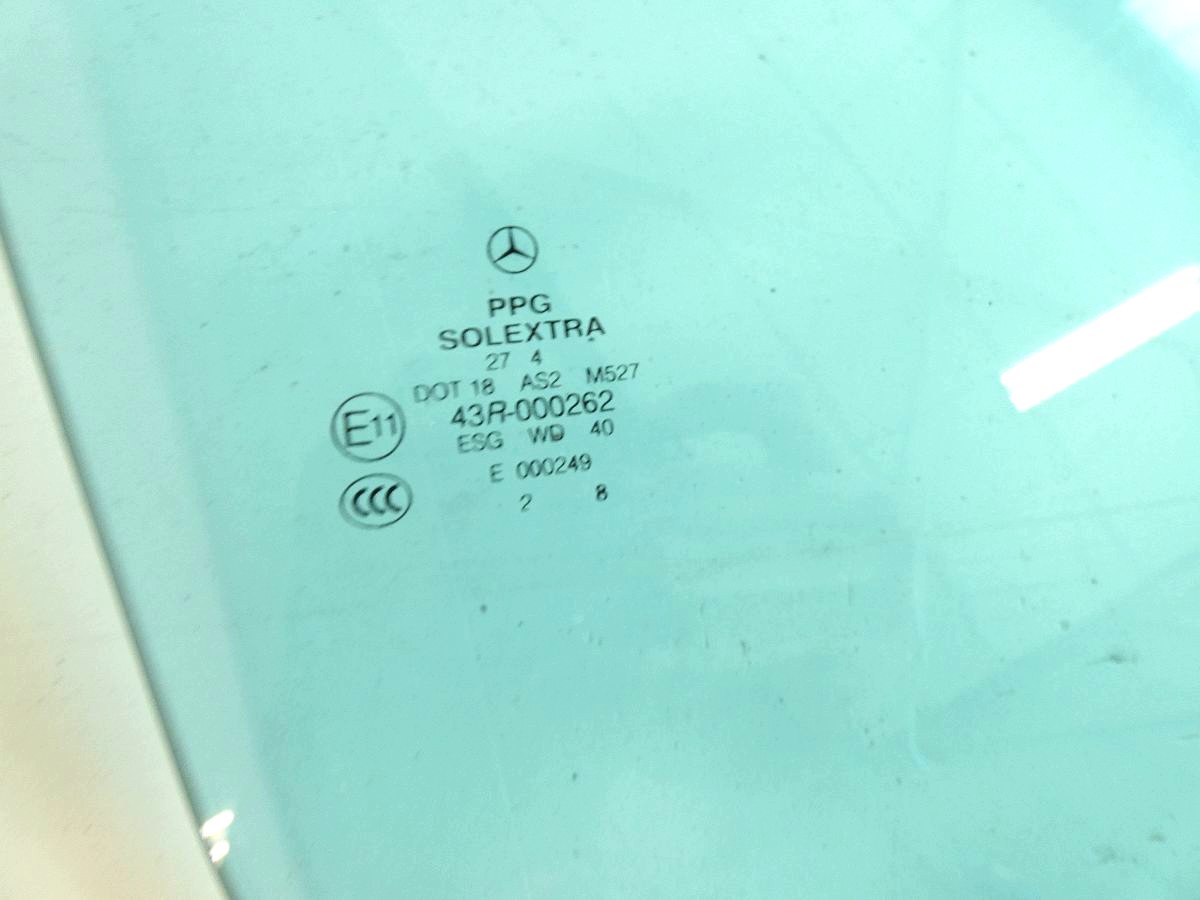 PPG
SOLEXTRA
27 4
DOT 18 AS2 M527
E11 43R-000262
ESG WD 40
E 000249
CCC
2 8